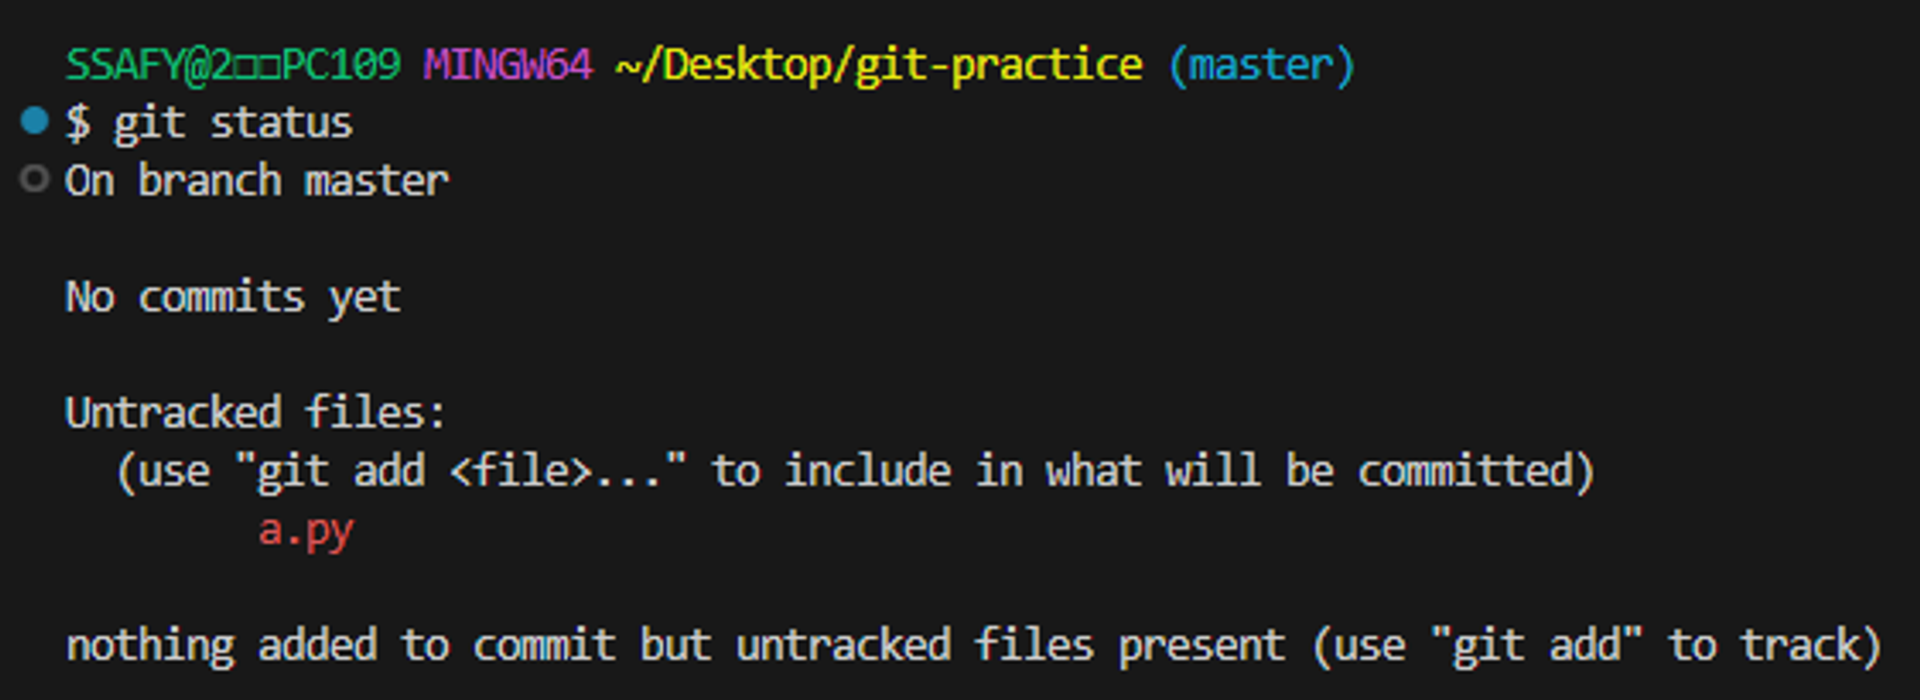 SSAFY@2□□PC109 MINGW64 ~/Desktop/git-practice (master)
$ git status
On branch master
No commits yet
Untracked files:
(use "git add <file>..." to include in what will be committed)
a.py
nothing added to commit but untracked files present (use "git add" to track)